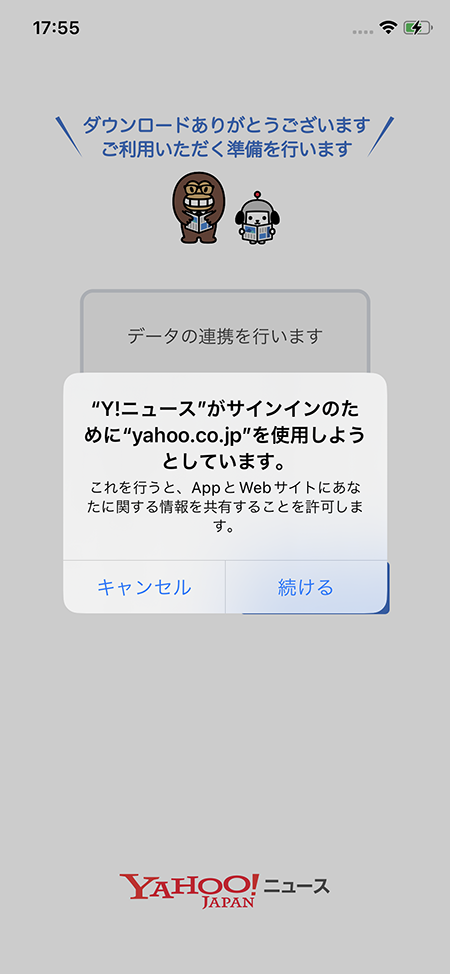 17:55
ダウンロードありがとうございます
ご利用いただく準備を行います
データの連携を行います
“Y!ニュース”がサインインのた
めに“yahoo.co.jp”を使用しよう
としています。
これを行うと、AppとWebサイトにあな
たに関する情報を共有することを許可しま
す。
キャンセル
続ける
YAHOO!ニュース
JAPAN